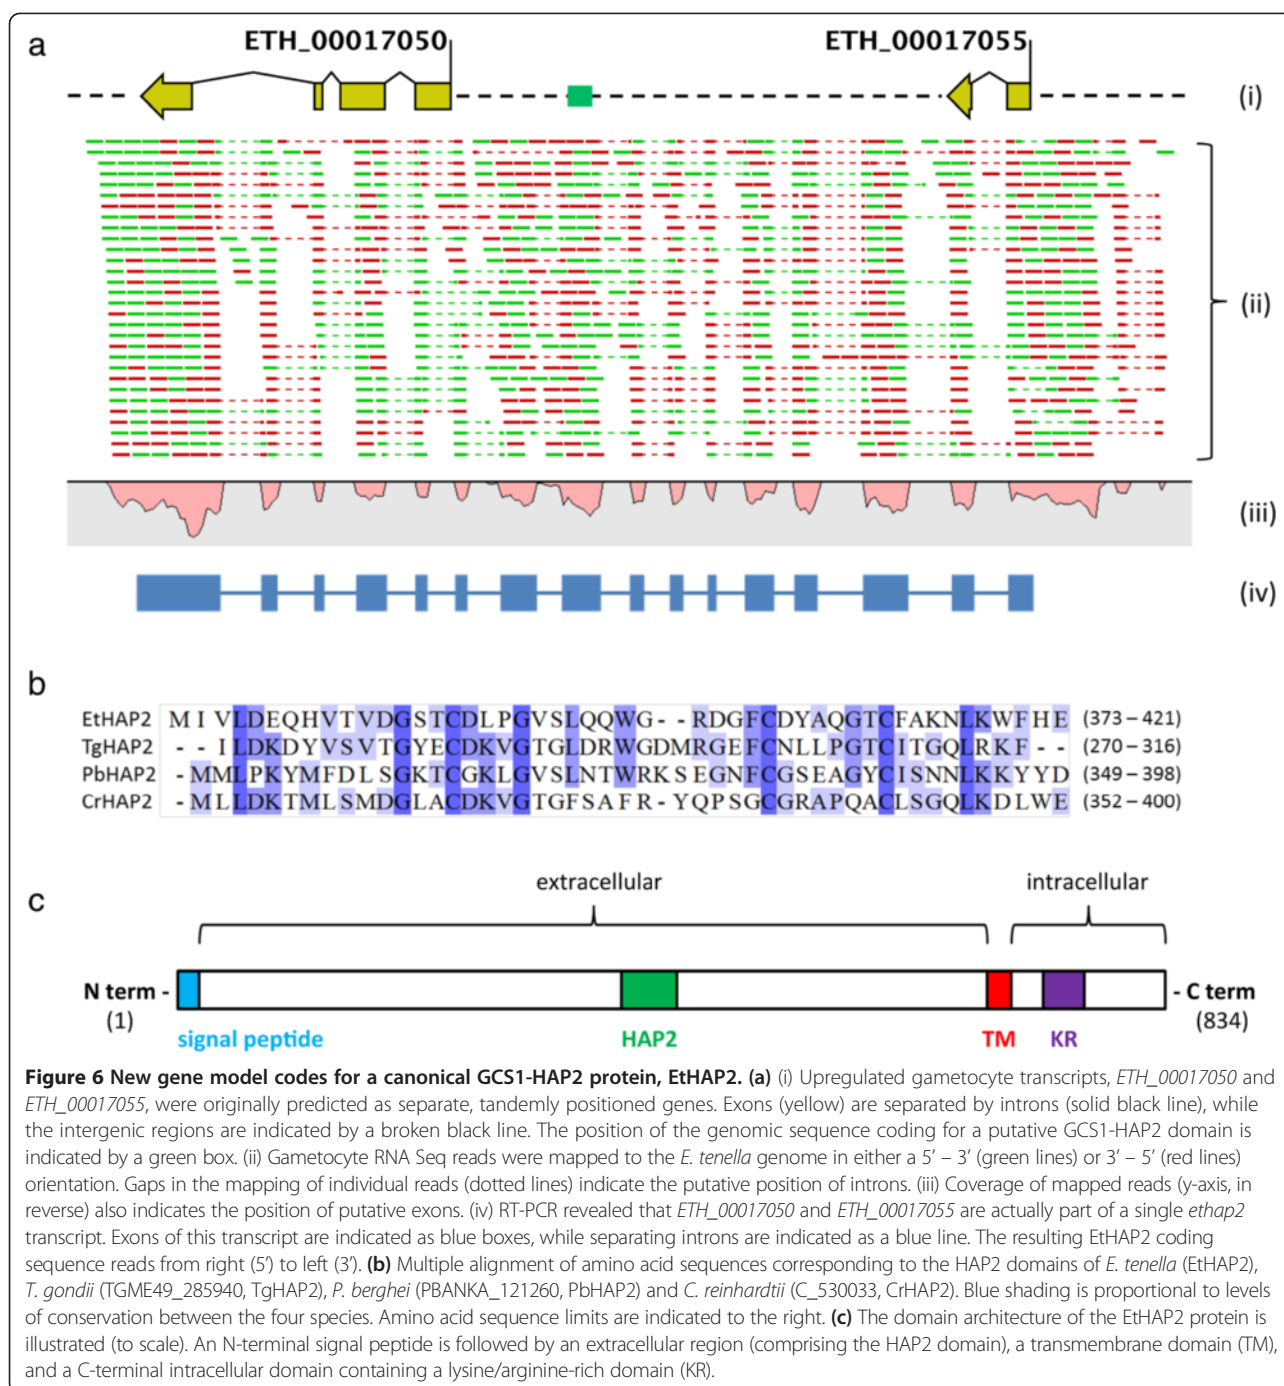 a
ETH_00017050
ETH_00017055
(i)
(ii)
(iii)
(iv)
b
EtHAP2 M I V L D E Q H V T V D G S T C D L P G V S L Q Q W G - - R D G F C D Y A Q G T C F A K N L K W F H E (373 – 421)
TgHAP2 - - I L D K D Y V S V T G Y E C D K V G T G L D R W G D M R G E F C N L L P G T C I T G Q L R K F - - (270 – 316)
PbHAP2 - M M L P K Y M F D L S G K T C G K L G V S L N T W R K S E G N F C G S E A G Y C I S N N L K K Y Y D (349 – 398)
CrHAP2 - M L L D K T M L S M D G L A C D K V G T G F S A F R - Y Q P S G C G R A P Q A C L S G Q L K D L W E (352 – 400)
c
extracellular
intracellular
N term -
(1)
- C term
(834)
signal peptide
HAP2
TM
KR
Figure 6 New gene model codes for a canonical GCS1-HAP2 protein, EtHAP2. (a) (i) Upregulated gametocyte transcripts, ETH_00017050 and
ETH_00017055, were originally predicted as separate, tandemly positioned genes. Exons (yellow) are separated by introns (solid black line), while
the intergenic regions are indicated by a broken black line. The position of the genomic sequence coding for a putative GCS1-HAP2 domain is
indicated by a green box. (ii) Gametocyte RNA Seq reads were mapped to the E. tenella genome in either a 5’ – 3’ (green lines) or 3’ – 5’ (red lines)
orientation. Gaps in the mapping of individual reads (dotted lines) indicate the putative position of introns. (iii) Coverage of mapped reads (y-axis, in
reverse) also indicates the position of putative exons. (iv) RT-PCR revealed that ETH_00017050 and ETH_00017055 are actually part of a single ethap2
transcript. Exons of this transcript are indicated as blue boxes, while separating introns are indicated as a blue line. The resulting EtHAP2 coding
sequence reads from right (5’) to left (3’). (b) Multiple alignment of amino acid sequences corresponding to the HAP2 domains of E. tenella (EtHAP2),
T. gondii (TGME49_285940, TgHAP2), P. berghei (PBANKA_121260, PbHAP2) and C. reinhardtii (C_530033, CrHAP2). Blue shading is proportional to levels
of conservation between the four species. Amino acid sequence limits are indicated to the right. (c) The domain architecture of the EtHAP2 protein is
illustrated (to scale). An N-terminal signal peptide is followed by an extracellular region (comprising the HAP2 domain), a transmembrane domain (TM),
and a C-terminal intracellular domain containing a lysine/arginine-rich domain (KR).